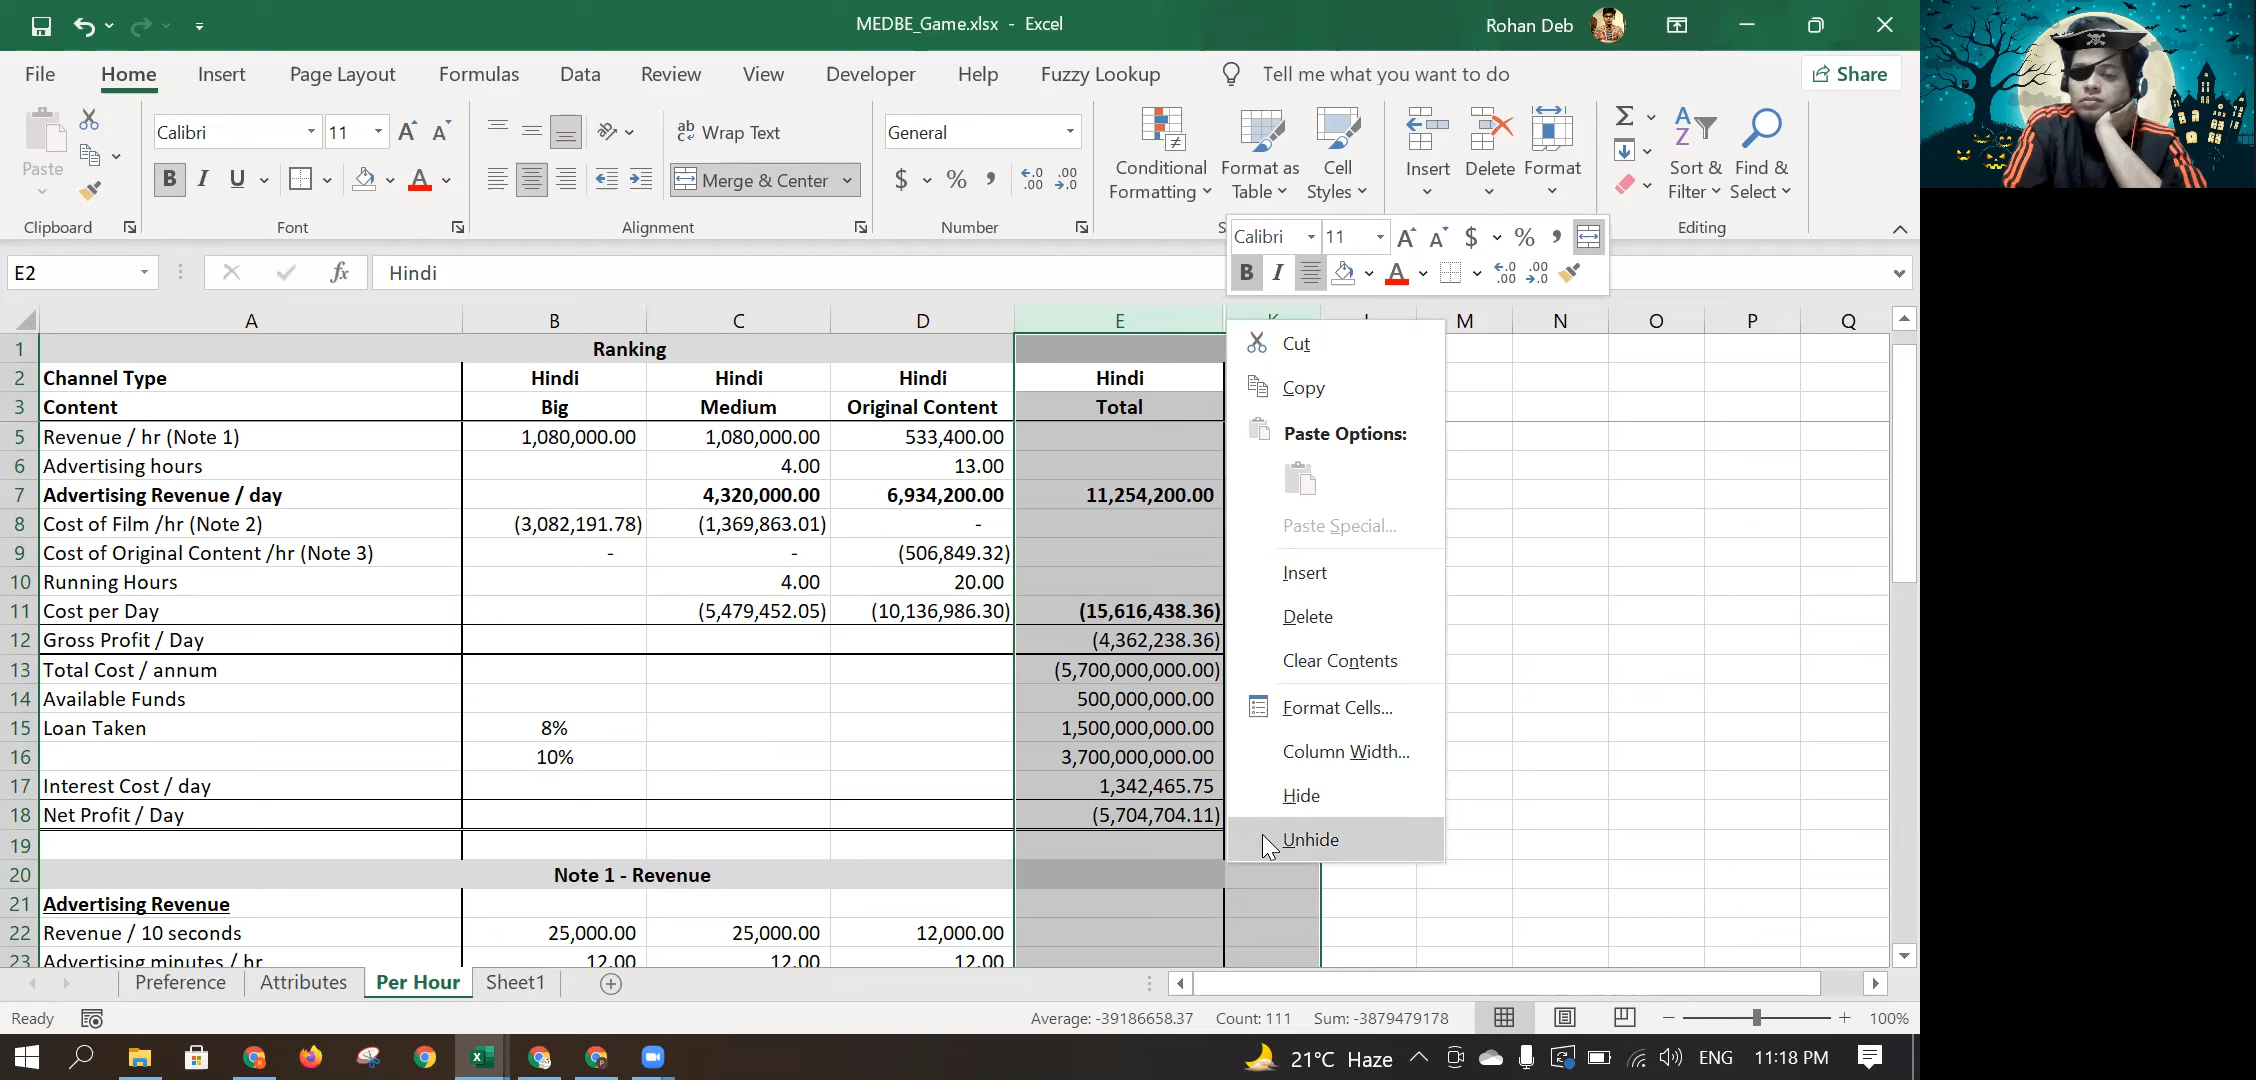 MEDBE_Game.xlsx - Excel
Rohan Deb
File Home Insert Page Layout Formulas Data Review View Developer Help Fuzzy Lookup Tell me what you want to do Share
Paste
Clipboard
Calibri 11
B I U
Font
Wrap Text
Merge & Center
Alignment
General
$ % ,
Number
Conditional Formatting
Format as Table
Cell Styles
Insert
Delete
Format
Sort & Filter
Find & Select
Editing
Calibri 11 $ % ,
B I
E2 fx Hindi
A B C D E K L M N O P Q
1 Ranking
2 Channel Type Hindi Hindi Hindi Hindi
3 Content Big Medium Original Content Total
5 Revenue / hr (Note 1) 1,080,000.00 1,080,000.00 533,400.00
6 Advertising hours 4.00 13.00
7 Advertising Revenue / day 4,320,000.00 6,934,200.00 11,254,200.00
8 Cost of Film /hr (Note 2) (3,082,191.78) (1,369,863.01) -
9 Cost of Original Content /hr (Note 3) - - (506,849.32)
10 Running Hours 4.00 20.00
11 Cost per Day (5,479,452.05) (10,136,986.30) (15,616,438.36)
12 Gross Profit / Day (4,362,238.36)
13 Total Cost / annum (5,700,000,000.00)
14 Available Funds 500,000,000.00
15 Loan Taken 8% 1,500,000,000.00
16 10% 3,700,000,000.00
17 Interest Cost / day 1,342,465.75
18 Net Profit / Day (5,704,704.11)
19
20 Note 1 - Revenue
21 Advertising Revenue
22 Revenue / 10 seconds 25,000.00 25,000.00 12,000.00
23 Advertising minutes / hr 12.00 12.00 12.00
Cut
Copy
Paste Options:
Paste Special...
Insert
Delete
Clear Contents
Format Cells...
Column Width...
Hide
Unhide
Preference Attributes Per Hour Sheet1
Ready Average: -39186658.37 Count: 111 Sum: -3879479178 100%
21°C Haze ENG 11:18 PM